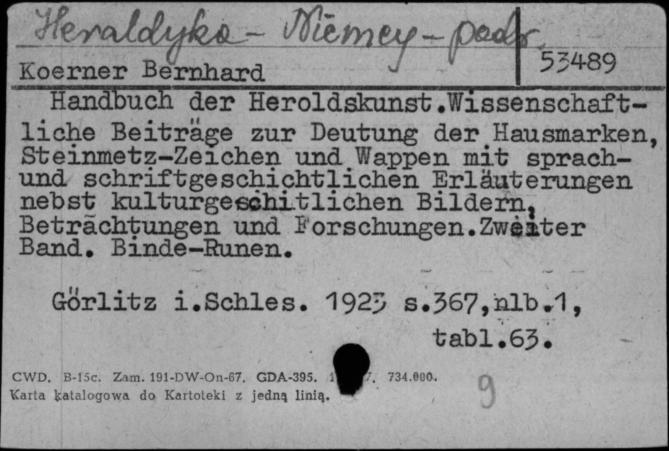 Heraldyka - Niemcy - podr.
53489
Koerner Bernhard
Handbuch der Heroldskunst.Wissenschaft-
liche Beiträge zur Deutung der Hausmarken,
Steinmetz-Zeichen und Wappen mit sprach-
und schriftgeschichtlichen Erläuterungen
nebst kulturgeschitlichen Bildern,
Betrachtungen und Forschungen.Zweiter
Band. Binde-Runen.
Görlitz i.Schles. 1923 s.367,nlb.1,
tabl.63.
CWD. B-15c. Zam. 191-DW-On-67. GDA-395. 734.000.
Karta katalogowa do Kartoteki z jedną linią.
9